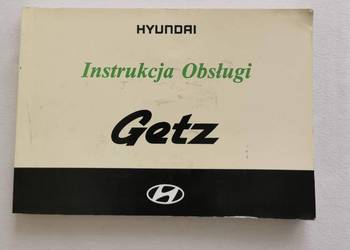 HYUNDAI
Instrukcja Obsługi
Getz